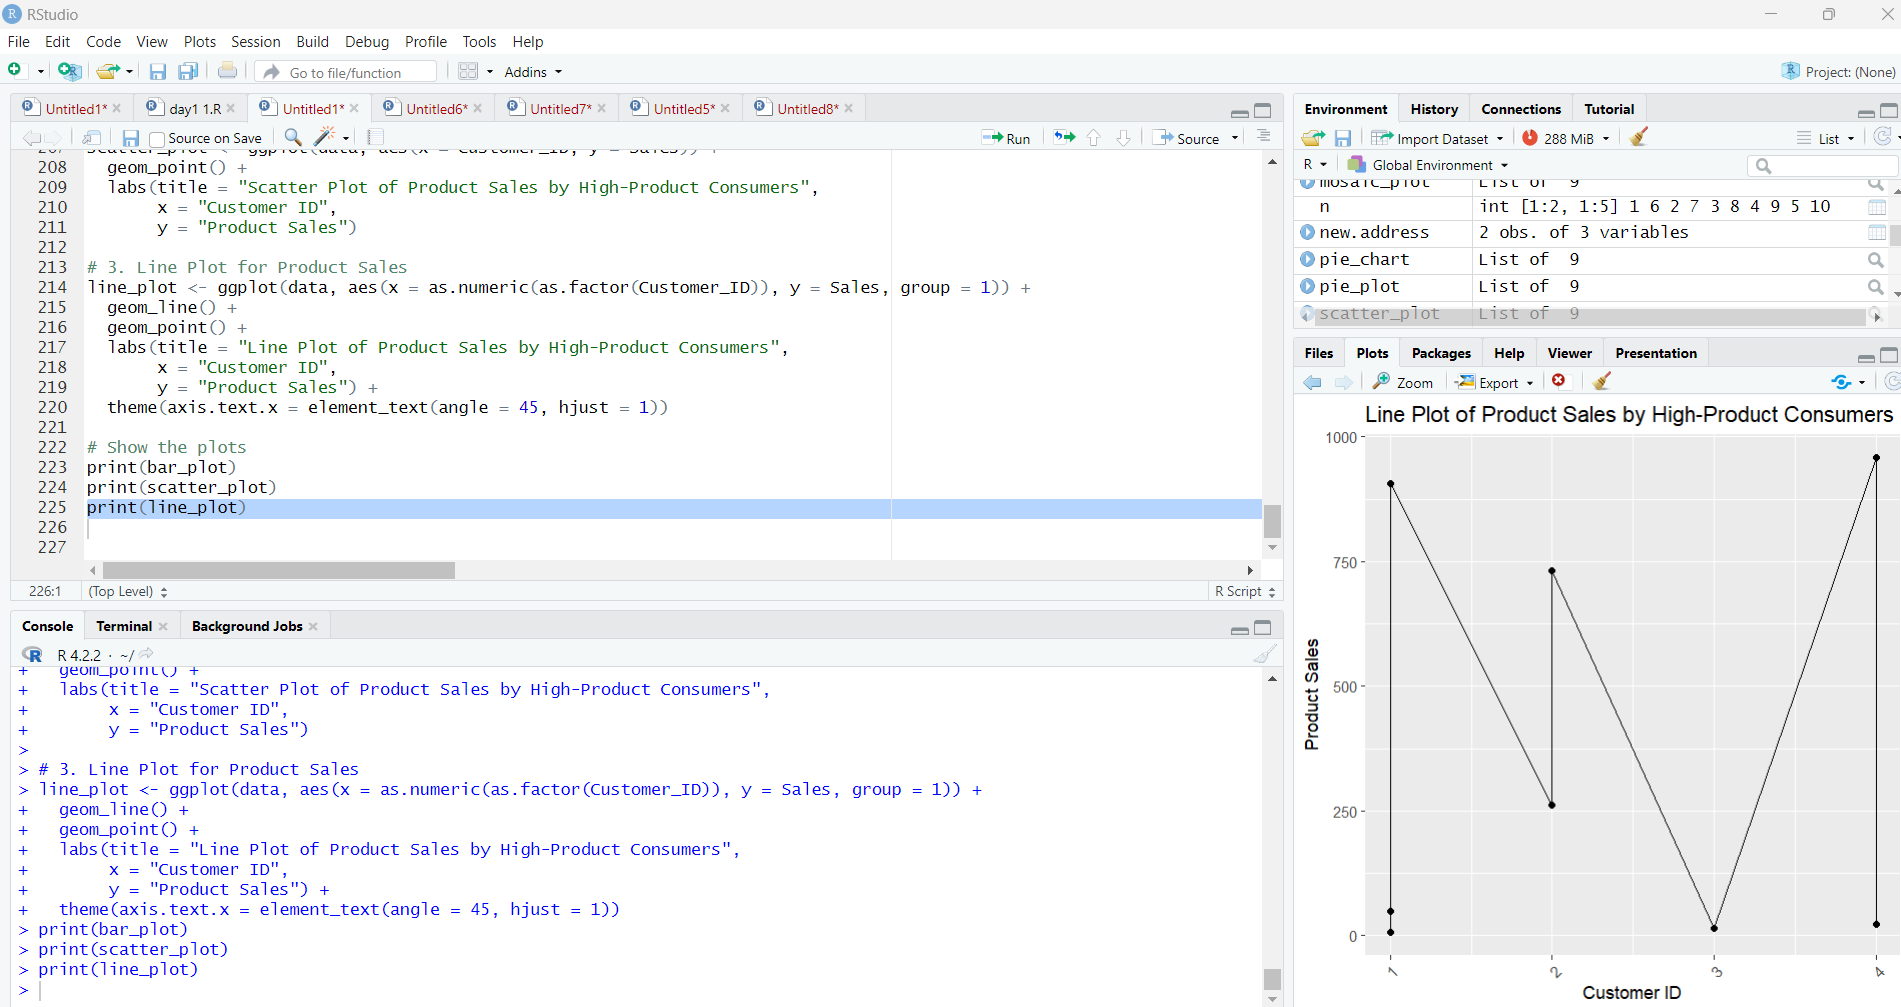 RStudio
File Edit Code View Plots Session Build Debug Profile Tools Help
Go to file/function Addins Project: (None)
Untitled1* day1 1.R Untitled1* Untitled6* Untitled7* Untitled5* Untitled8*
Source on Save Run Source
208 geom_point() +
209 labs(title = "Scatter Plot of Product Sales by High-Product Consumers",
210 x = "Customer ID",
211 y = "Product Sales")
212
213 # 3. Line Plot for Product Sales
214 line_plot <- ggplot(data, aes(x = as.numeric(as.factor(Customer_ID)), y = Sales, group = 1)) +
215 geom_line() +
216 geom_point() +
217 labs(title = "Line Plot of Product Sales by High-Product Consumers",
218 x = "Customer ID",
219 y = "Product Sales") +
220 theme(axis.text.x = element_text(angle = 45, hjust = 1))
221
222 # Show the plots
223 print(bar_plot)
224 print(scatter_plot)
225 print(line_plot)
226
227
226:1 (Top Level) R Script
Console Terminal Background Jobs
R 4.2.2 · ~/
+ geom_point() +
+ labs(title = "Scatter Plot of Product Sales by High-Product Consumers",
+ x = "Customer ID",
+ y = "Product Sales")
>
> # 3. Line Plot for Product Sales
> line_plot <- ggplot(data, aes(x = as.numeric(as.factor(Customer_ID)), y = Sales, group = 1)) +
+ geom_line() +
+ geom_point() +
+ labs(title = "Line Plot of Product Sales by High-Product Consumers",
+ x = "Customer ID",
+ y = "Product Sales") +
+ theme(axis.text.x = element_text(angle = 45, hjust = 1))
> print(bar_plot)
> print(scatter_plot)
> print(line_plot)
>
Environment History Connections Tutorial
Import Dataset 288 MiB List
R Global Environment
mosaic_plot List of 9
n int [1:2, 1:5] 1 6 2 7 3 8 4 9 5 10
new.address 2 obs. of 3 variables
pie_chart List of 9
pie_plot List of 9
scatter_plot List of 9
Files Plots Packages Help Viewer Presentation
Zoom Export
Line Plot of Product Sales by High-Product Consumers
1000
750
500
250
0
Product Sales
1 2 3 4
Customer ID